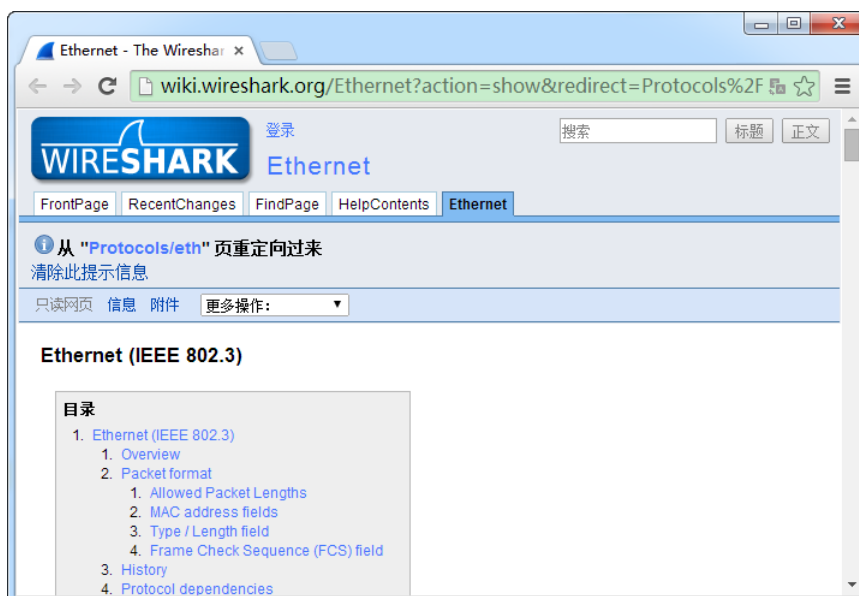 Ethernet - The Wireshar
wiki.wireshark.org/Ethernet?action=show&redirect=Protocols%2F
WIRESHARK
登录
搜索
标题
正文
Ethernet
FrontPage RecentChanges FindPage HelpContents Ethernet
从 "Protocols/eth" 页重定向过来
清除此提示信息
只读网页 信息 附件 更多操作:
Ethernet (IEEE 802.3)
目录
1. Ethernet (IEEE 802.3)
1. Overview
2. Packet format
1. Allowed Packet Lengths
2. MAC address fields
3. Type / Length field
4. Frame Check Sequence (FCS) field
3. History
4. Protocol dependencies